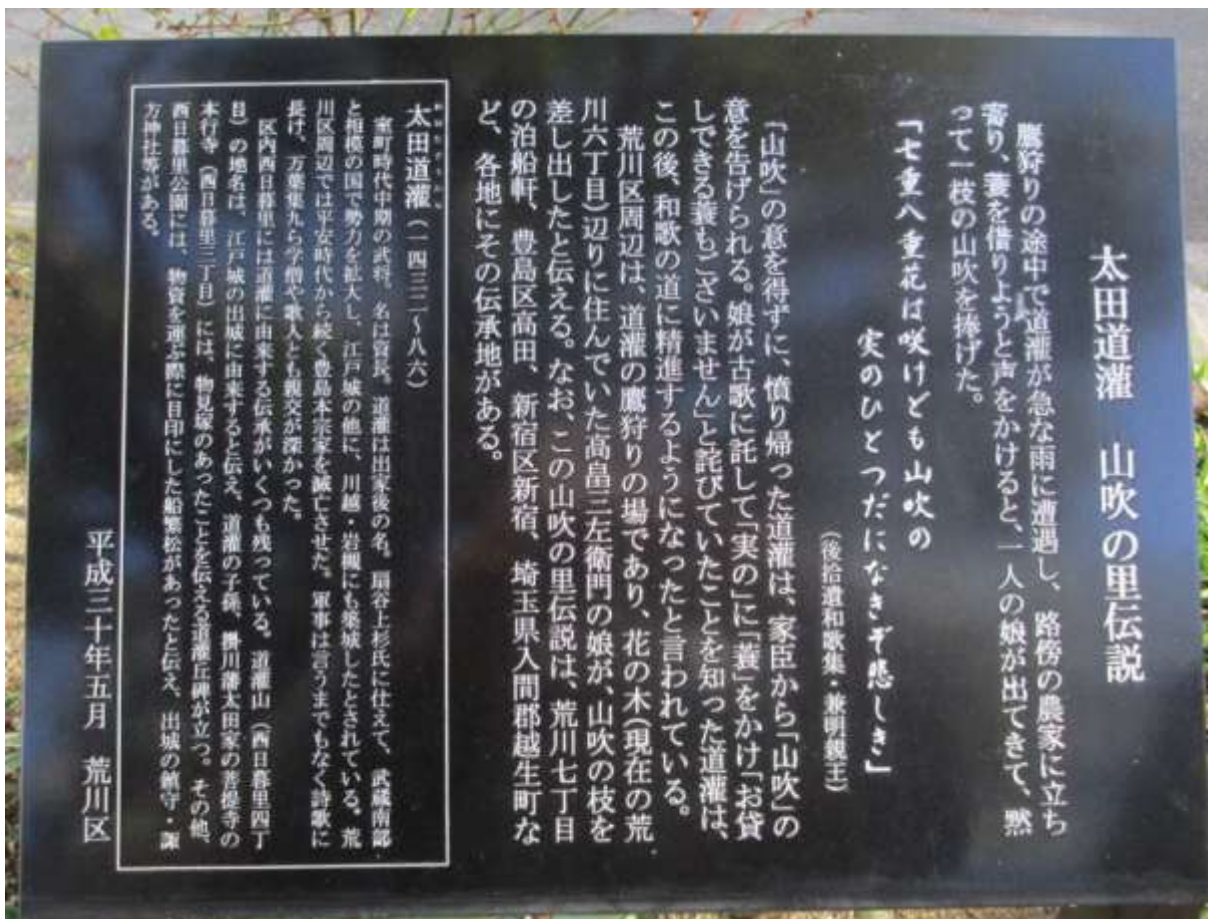 太田道灌 山吹の里伝説
鷹狩りの途中で道灌が急な雨に遭遇し、路傍の農家に立ち
寄り、蓑を借りようと声をかけると、一人の娘が出てきて、黙
って一枝の山吹を捧げた。
「七重八重花は咲けども山吹の
実のひとつだになきぞ悲しき」
(後拾遺和歌集・兼明親王)
「山吹」の意を得ずに、憤り帰った道灌は、家臣から「山吹」の
意を告げられる。娘が古歌に託して「実の」に「蓑」をかけ「お貸
しできる蓑もございません」と詫びていたことを知った道灌は、
この後、和歌の道に精進するようになったと言われている。
荒川区周辺は、道灌の鷹狩りの場であり、花の木(現在の荒
川六丁目)辺りに住んでいた高畠三左衛門の娘が、山吹の枝を
差し出したと伝える。なお、この山吹の里伝説は、荒川七丁目
の泊船軒、豊島区高田、新宿区新宿、埼玉県入間郡越生町な
ど、各地にその伝承地がある。
太田道灌(一四三二~八六)
室町時代中期の武将。名は資長。道灌は出家後の名。扇谷上杉氏に仕えて、武蔵南部
と相模の国で勢力を拡大し、江戸城の他に、川越・岩槻にも築城したとされている。荒
川区周辺では平安時代から続く豊島本宗家を滅亡させた。軍事は言うまでもなく詩歌に
長け、万葉集九ら学僧や歌人とも親交が深かった。
区内西日暮里には道灌に由来する伝承がいくつも残っている。道灌山(西日暮里四丁
目)の地名は、江戸城の出城に由来すると伝え、道灌の子孫、掛川藩太田家の菩提寺の
本行寺(西日暮里三丁目)には、物見塚のあったことを伝える道灌丘碑が立つ。その他、
西日暮里公園には、物資を運ぶ際に目印にした船繋松があったと伝え、出城の鎮守・諏
方神社等がある。
平成三十年五月 荒川区